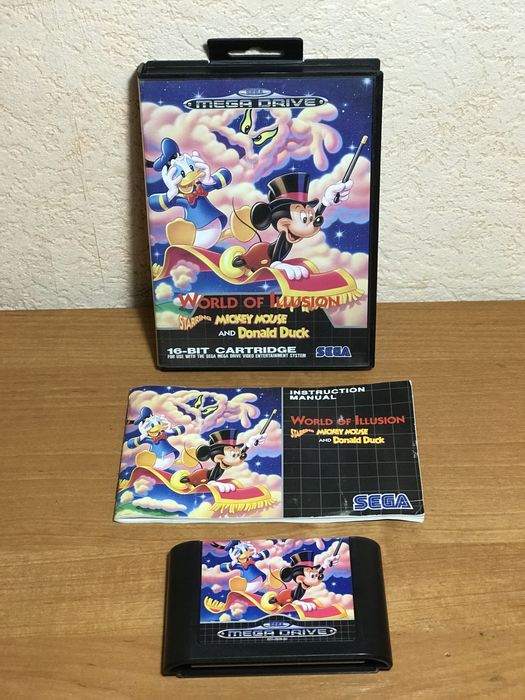 SEGA
MEGA DRIVE
WORLD OF ILLUSION
STARRING MICKEY MOUSE
AND Donald Duck
16-BIT CARTRIDGE
FOR USE WITH THE SEGA MEGA DRIVE VIDEO ENTERTAINMENT SYSTEM
SEGA
INSTRUCTION
MANUAL
WORLD OF ILLUSION
STARRING MICKEY MOUSE
AND Donald Duck
SEGA
SEGA
MEGA DRIVE